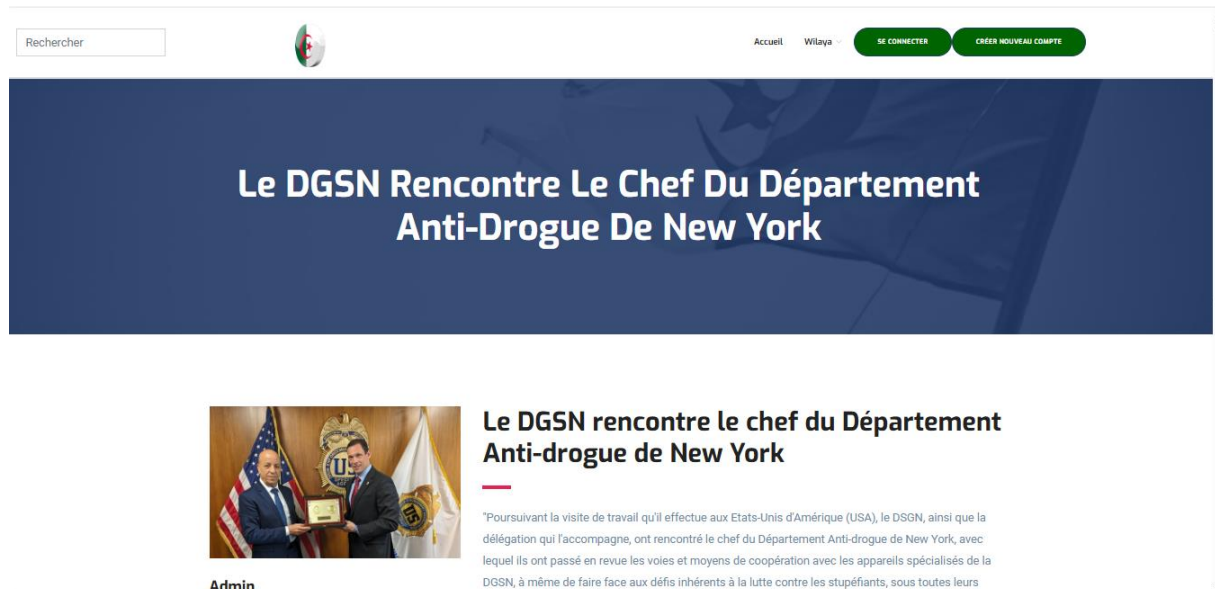 Rechercher
Accueil
Wilaya
SE CONNECTER
CRÉER NOUVEAU COMPTE
Le DGSN Rencontre Le Chef Du Département
Anti-Drogue De New York
Le DGSN rencontre le chef du Département
Anti-drogue de New York
"Poursuivant la visite de travail qu'il effectue aux Etats-Unis d'Amérique (USA), le DSGN, ainsi que la
délégation qui l'accompagne, ont rencontré le chef du Département Anti-drogue de New York, avec
lequel ils ont passé en revue les voies et moyens de coopération avec les appareils spécialisés de la
DGSN, à même de faire face aux défis inhérents à la lutte contre les stupéfiants, sous toutes leurs
Admin